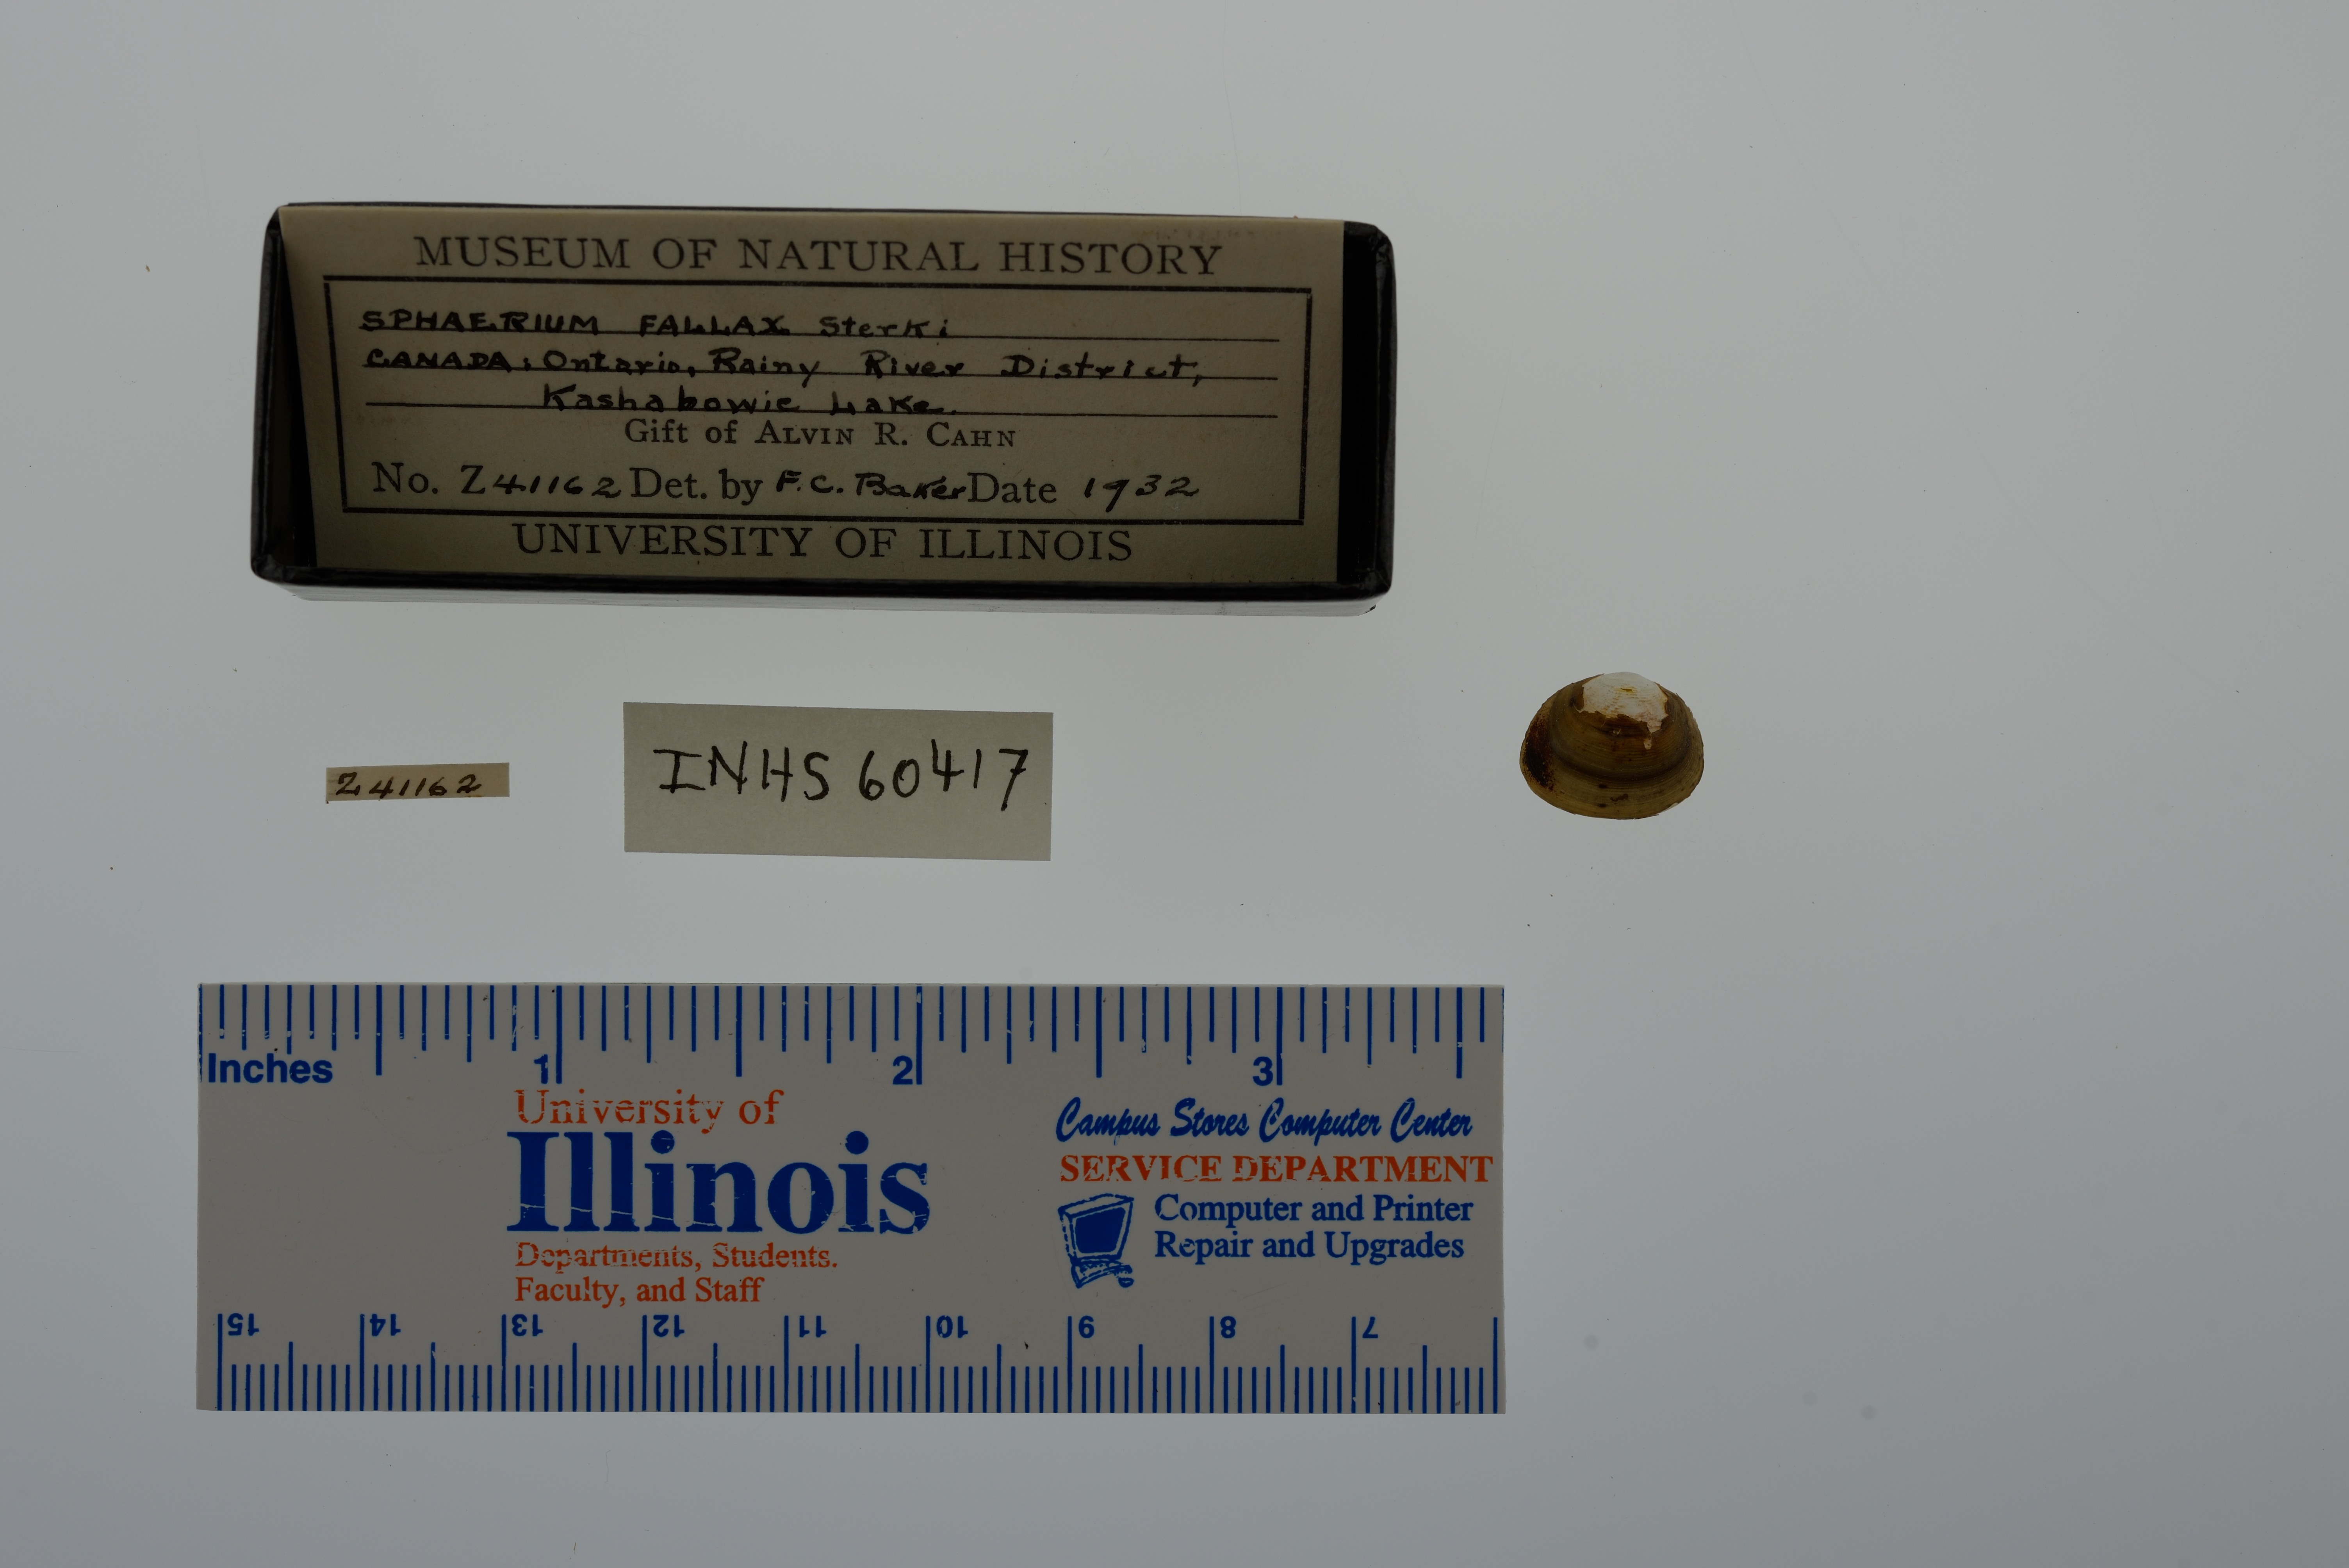 MUSEUM OF NATURAL HISTORY
SPHAERIUM FALLAX Sterki
CANADA: Ontario, Rainy River District,
Kashabowie Lake.
Gift of ALVIN R. CAHN
No. Z41162 Det. by F.C. Baker Date 1932
UNIVERSITY OF ILLINOIS
Z41162
INHS 60417
Inches 1 2 3
University of
Illinois
Departments, Students.
Faculty, and Staff
Campus Stores Computer Center
SERVICE DEPARTMENT
Computer and Printer
Repair and Upgrades
15 14 13 12 11 10 9 8 7